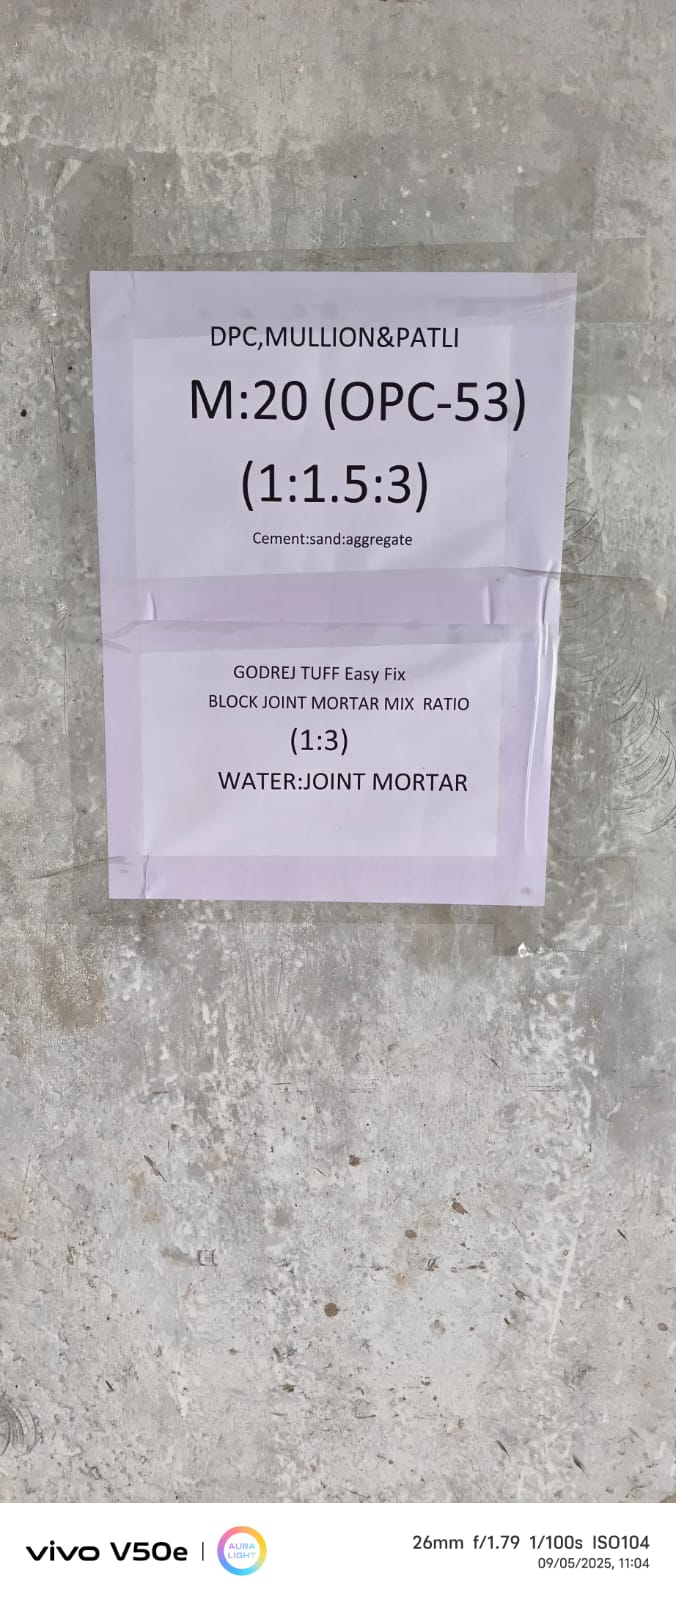 DPC,MULLION&PATLI
M:20 (OPC-53)
(1:1.5:3)
Cement:sand:aggregate
GODREJ TUFF Easy Fix
BLOCK JOINT MORTAR MIX RATIO
(1:3)
WATER:JOINT MORTAR
vivo V50e | AURA LIGHT
26mm f/1.79 1/100s ISO104
09/05/2025, 11:04